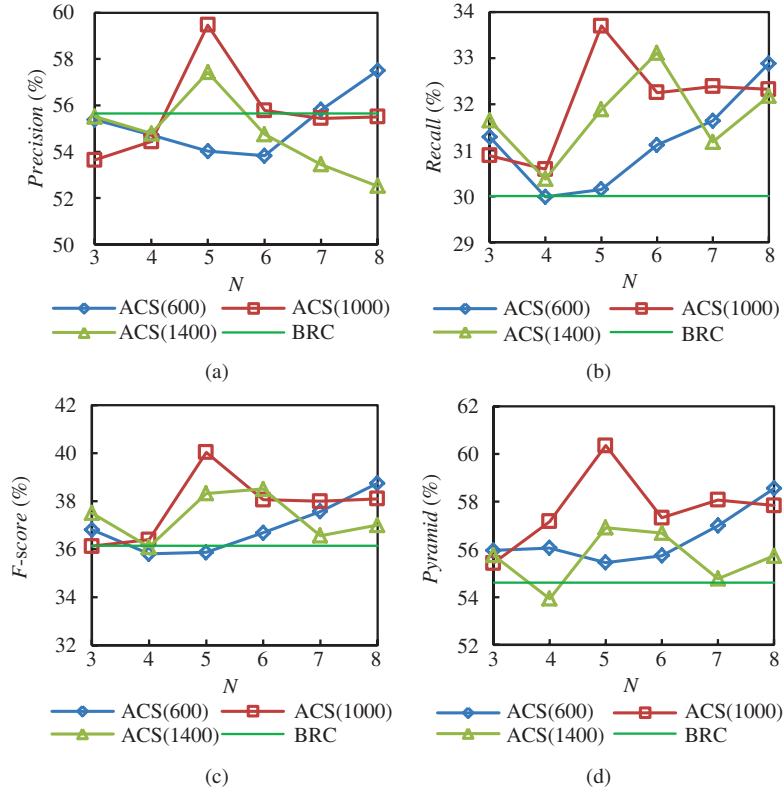 60
58
56
54
52
50
Precision (%)
3 4 5 6 7 8
N
ACS(600) ACS(1000)
ACS(1400) BRC
(a)
34
33
32
31
30
29
Recall (%)
3 4 5 6 7 8
N
ACS(600) ACS(1000)
ACS(1400) BRC
(b)
42
40
38
36
34
32
F-score (%)
3 4 5 6 7 8
N
ACS(600) ACS(1000)
ACS(1400) BRC
(c)
62
60
58
56
54
52
Pyramid (%)
3 4 5 6 7 8
N
ACS(600) ACS(1000)
ACS(1400) BRC
(d)